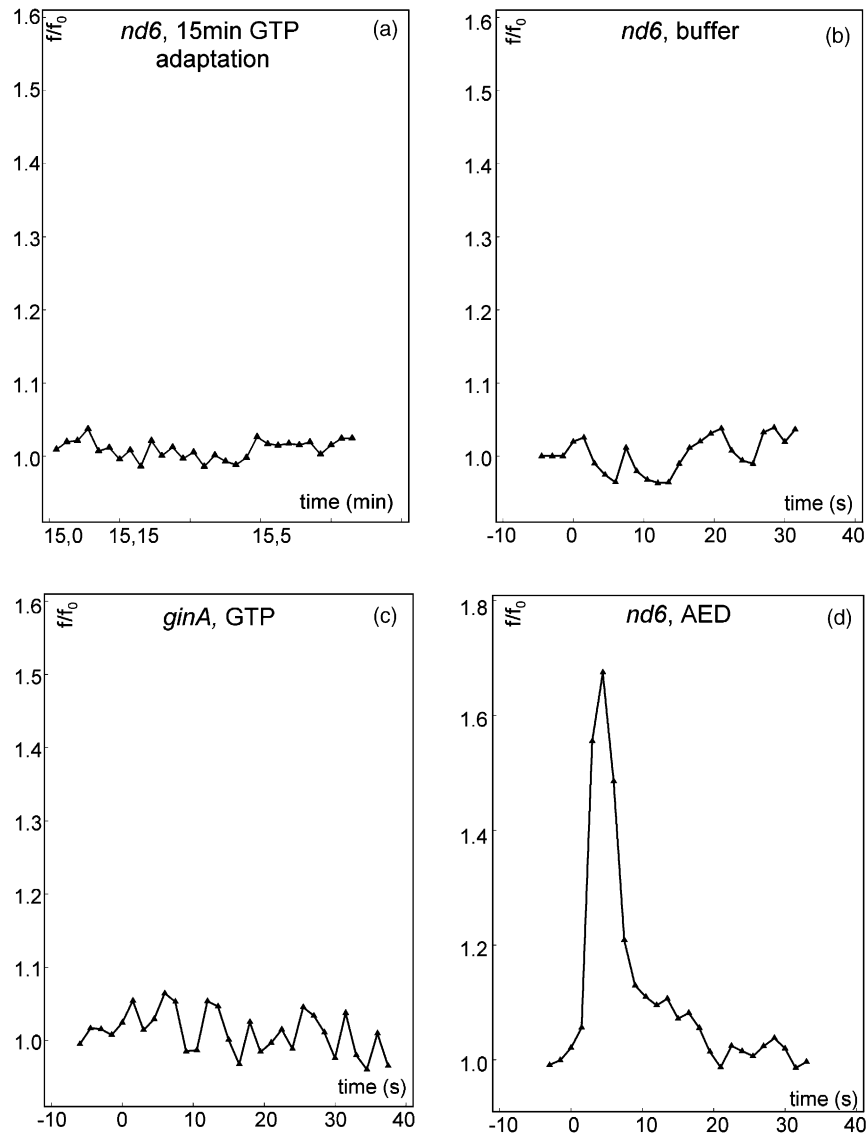 1.6
f/f0
nd6, 15min GTP
adaptation
(a)
1.5
1.4
1.3
1.2
1.1
1.0
time (min)
15,0
15,15
15,5
1.6
f/f0
nd6, buffer
(b)
1.5
1.4
1.3
1.2
1.1
1.0
time (s)
-10
0
10
20
30
40
1.6
f/f0
ginA, GTP
(c)
1.5
1.4
1.3
1.2
1.1
1.0
time (s)
-10
0
10
20
30
40
1.8
f/f0
nd6, AED
(d)
1.6
1.4
1.2
1.0
time (s)
-10
0
10
20
30
40